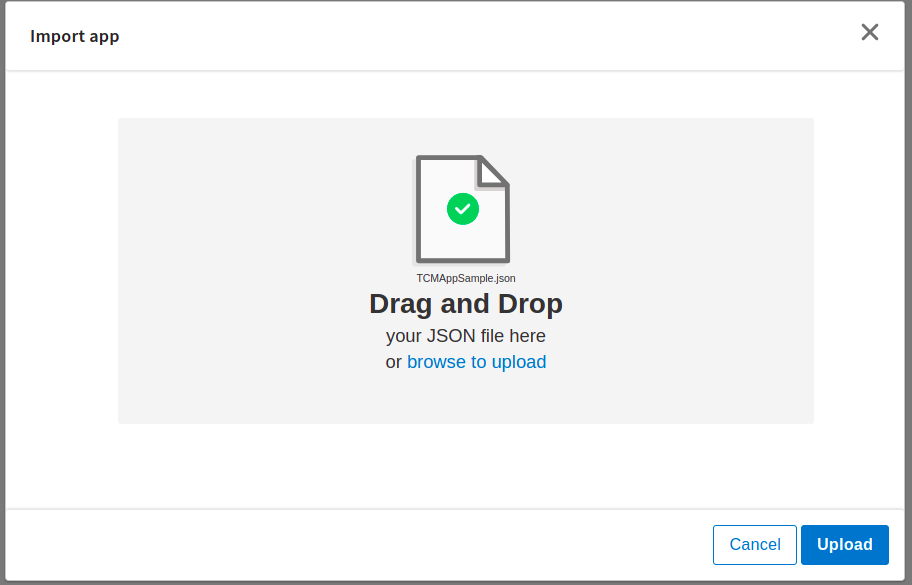 Import app
TCMAppSample.json
Drag and Drop
your JSON file here
or browse to upload
Cancel
Upload